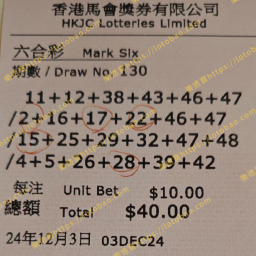 香港馬會獎券有限公司
HKJC Lotteries Limited
六合彩 Mark Six
期數 / Draw No. 130
11+12+38+43+46+47
/2+16+17+22+46+47
/15+25+29+32+47+48
/4+5+26+28+39+42
每注 Unit Bet $10.00
總額 Total $40.00
24年12月3日 03DEC24